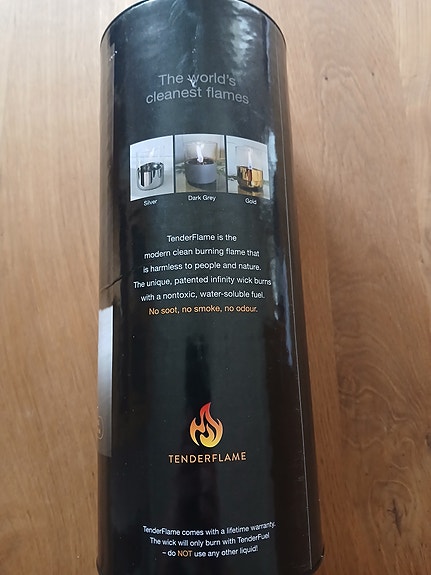 The world's
cleanest flames
Silver Dark Grey Gold
TenderFlame is the
modern clean burning flame that
is harmless to people and nature.
The unique, patented infinity wick burns
with a nontoxic, water-soluble fuel.
No soot, no smoke, no odour.
TENDERFLAME
TenderFlame comes with a lifetime warranty.
The wick will only burn with TenderFuel
– do NOT use any other liquid!